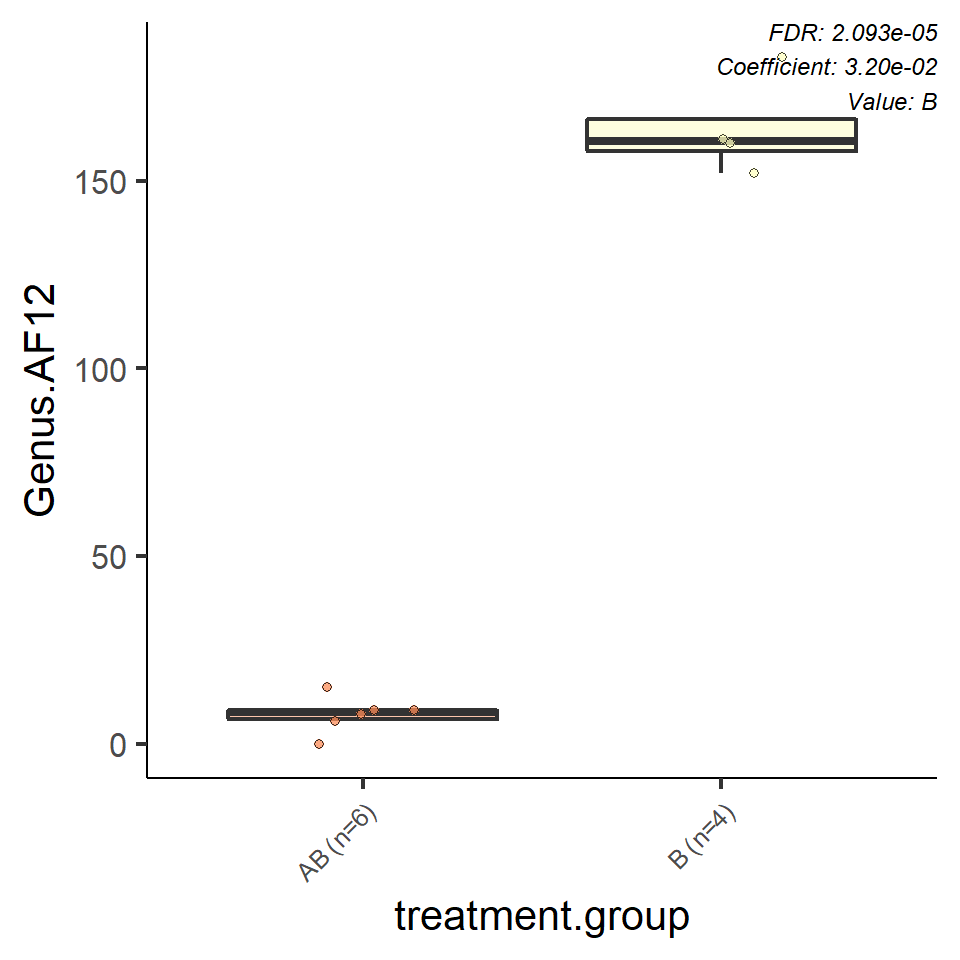 FDR: 2.093e-05
Coefficient: 3.20e-02
Value: B
Genus.AF12
150
100
50
0
AB (n=6)
B (n=4)
treatment.group